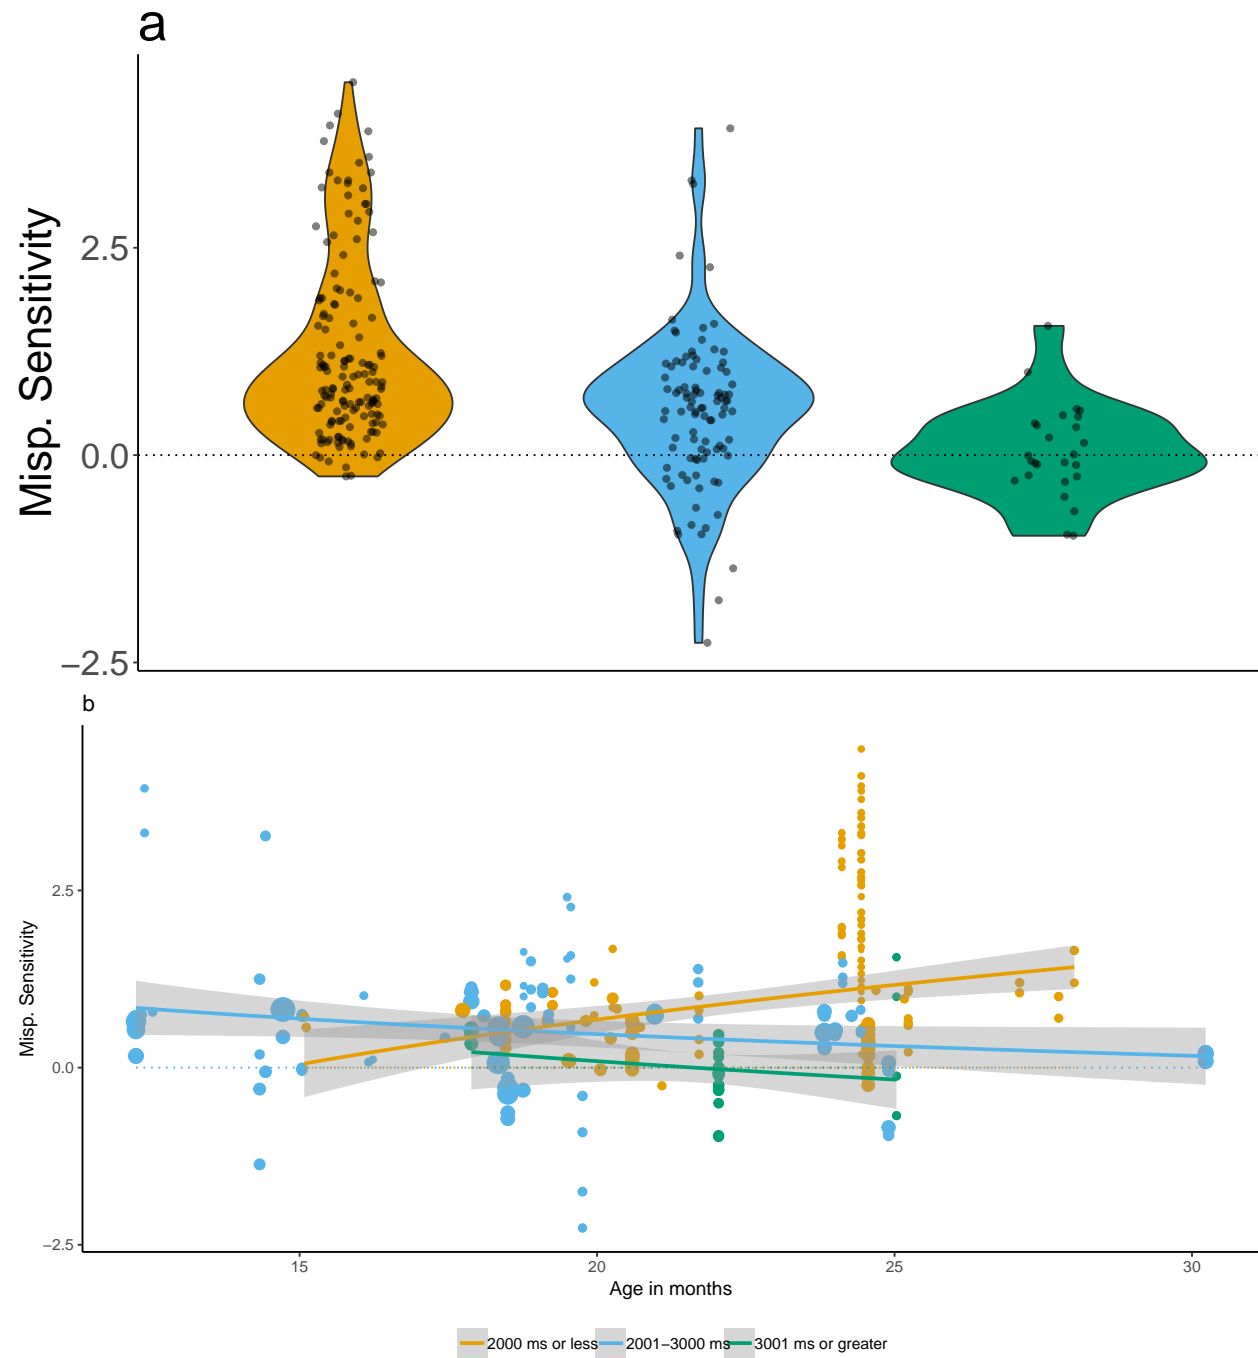 a
Misp. Sensitivity
2.5
0.0
−2.5
b
Misp. Sensitivity
2.5
0.0
−2.5
15 20 25 30
Age in months
2000 ms or less 2001−3000 ms 3001 ms or greater